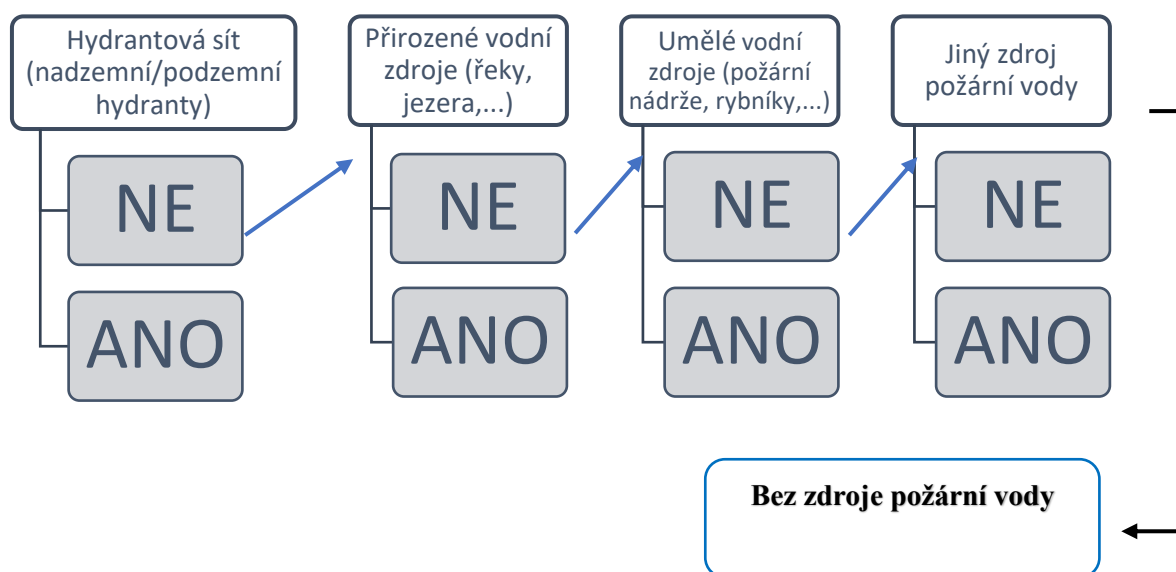 Hydrantová sít
(nadzemní/podzemní
hydranty)
NE
ANO
Přirozené vodní
zdroje (řeky,
jezera,...)
NE
ANO
Umělé vodní
zdroje (požární
nádrže, rybníky,...)
NE
ANO
Jiný zdroj
požární vody
NE
ANO
Bez zdroje požární vody